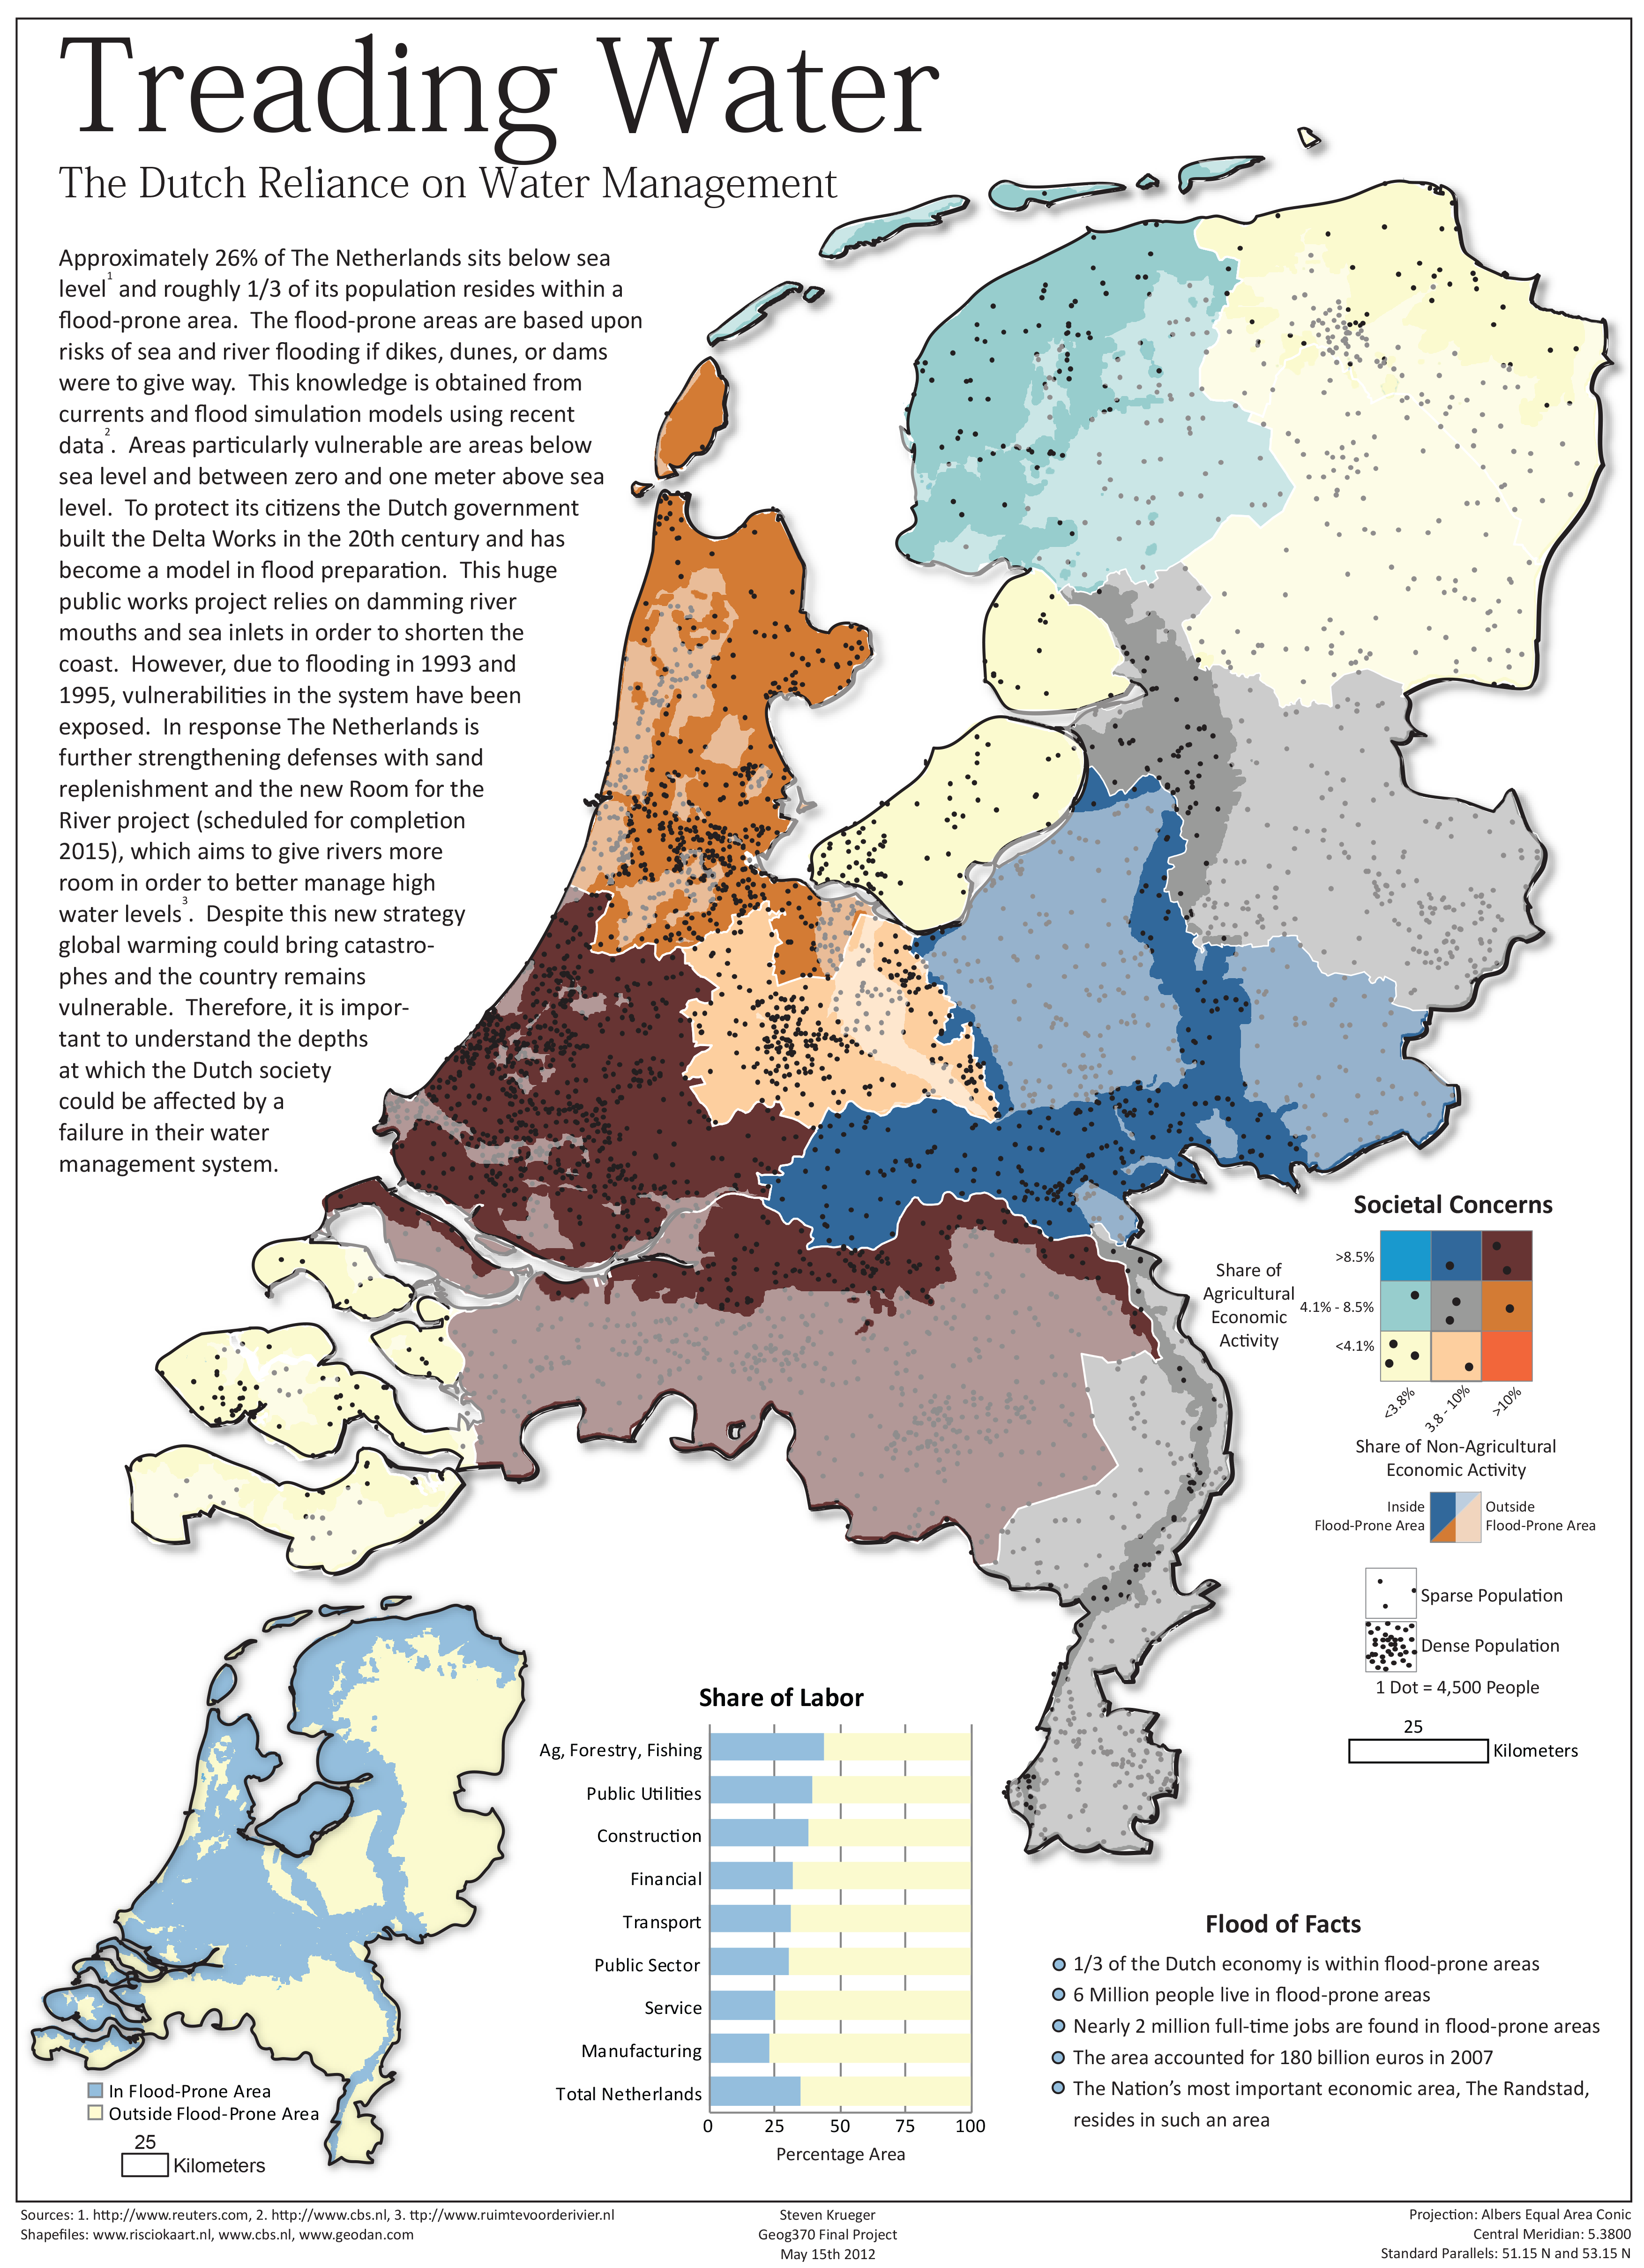 Treading Water
The Dutch Reliance on Water Management
Approximately 26% of The Netherlands sits below sea
level1 and roughly 1/3 of its population resides within a
flood-prone area. The flood-prone areas are based upon
risks of sea and river flooding if dikes, dunes, or dams
were to give way. This knowledge is obtained from
currents and flood simulation models using recent
data2. Areas particularly vulnerable are areas below
sea level and between zero and one meter above sea
level. To protect its citizens the Dutch government
built the Delta Works in the 20th century and has
become a model in flood preparation. This huge
public works project relies on damming river
mouths and sea inlets in order to shorten the
coast. However, due to flooding in 1993 and
1995, vulnerabilities in the system have been
exposed. In response The Netherlands is
further strengthening defenses with sand
replenishment and the new Room for the
River project (scheduled for completion
2015), which aims to give rivers more
room in order to better manage high
water levels3. Despite this new strategy
global warming could bring catastro-
phes and the country remains
vulnerable. Therefore, it is impor-
tant to understand the depths
at which the Dutch society
could be affected by a
failure in their water
management system.
Societal Concerns
Share of
Agricultural
Economic
Activity
>8.5%
4.1% - 8.5%
<4.1%
<3.8%
3.8 - 10%
>10%
Share of Non-Agricultural
Economic Activity
Inside
Flood-Prone Area
Outside
Flood-Prone Area
Sparse Population
Dense Population
1 Dot = 4,500 People
25
Kilometers
In Flood-Prone Area
Outside Flood-Prone Area
25
Kilometers
Share of Labor
Ag, Forestry, Fishing
Public Utilities
Construction
Financial
Transport
Public Sector
Service
Manufacturing
Total Netherlands
0 25 50 75 100
Percentage Area
Flood of Facts
1/3 of the Dutch economy is within flood-prone areas
6 Million people live in flood-prone areas
Nearly 2 million full-time jobs are found in flood-prone areas
The area accounted for 180 billion euros in 2007
The Nation's most important economic area, The Randstad,
resides in such an area
Sources: 1. http://www.reuters.com, 2. http://www.cbs.nl, 3. ttp://www.ruimtevoorderivier.nl
Shapefiles: www.risciokaart.nl, www.cbs.nl, www.geodan.com
Steven Krueger
Geog370 Final Project
May 15th 2012
Projection: Albers Equal Area Conic
Central Meridian: 5.3800
Standard Parallels: 51.15 N and 53.15 N